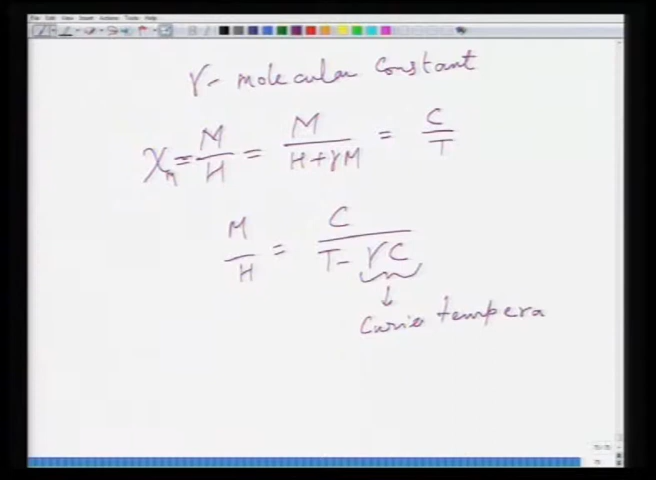 γ- molecular constant
χm = M/H = M/(H+γM) = C/T
M/H = C/(T-γC)
↓
Curie tempera